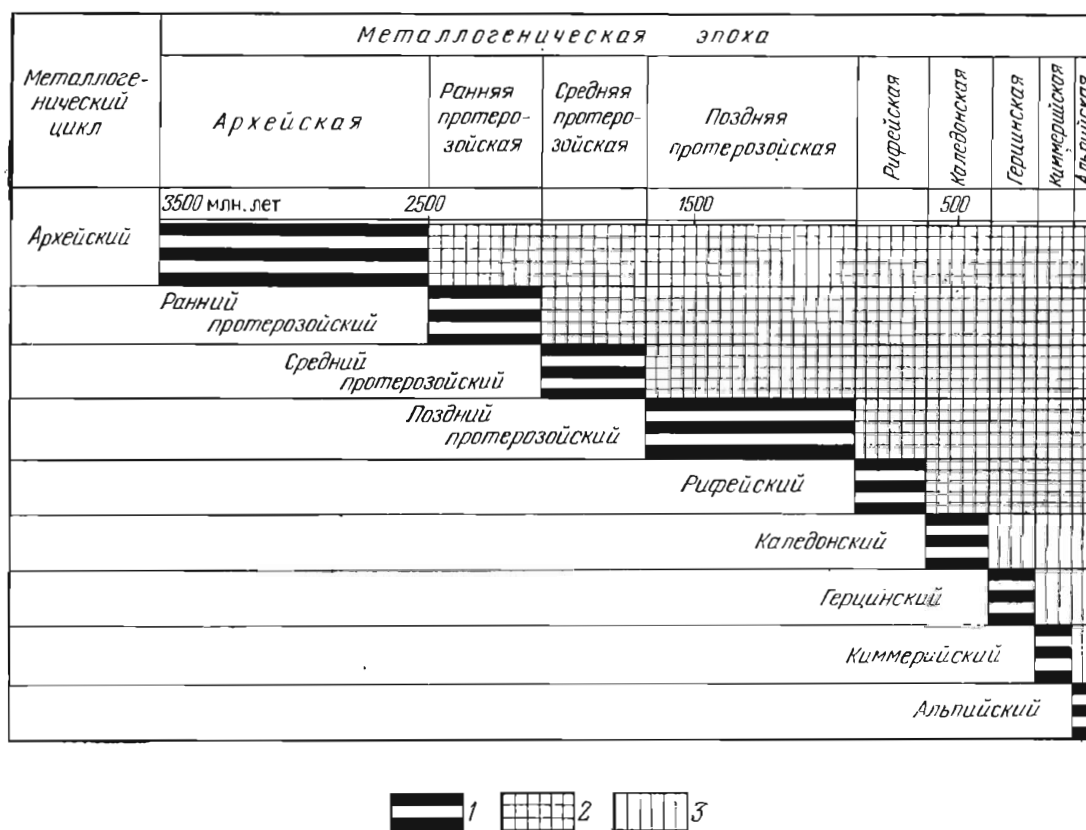 Металлогеническая эпоха
Металлоге-
нический
цикл
Архейская
Ранняя
протеро-
зойская
Средняя
протеро-
зойская
Поздняя
протерозойская
Рифейская
Каледонская
Герцинская
Киммерийская
Альпийская
3500 млн. лет 2500 1500 500
Архейский
Ранний
протерозойский
Средний
протерозойский
Поздний
протерозойский
Рифейский
Каледонский
Герцинский
Киммерийский
Альпийский
1 2 3